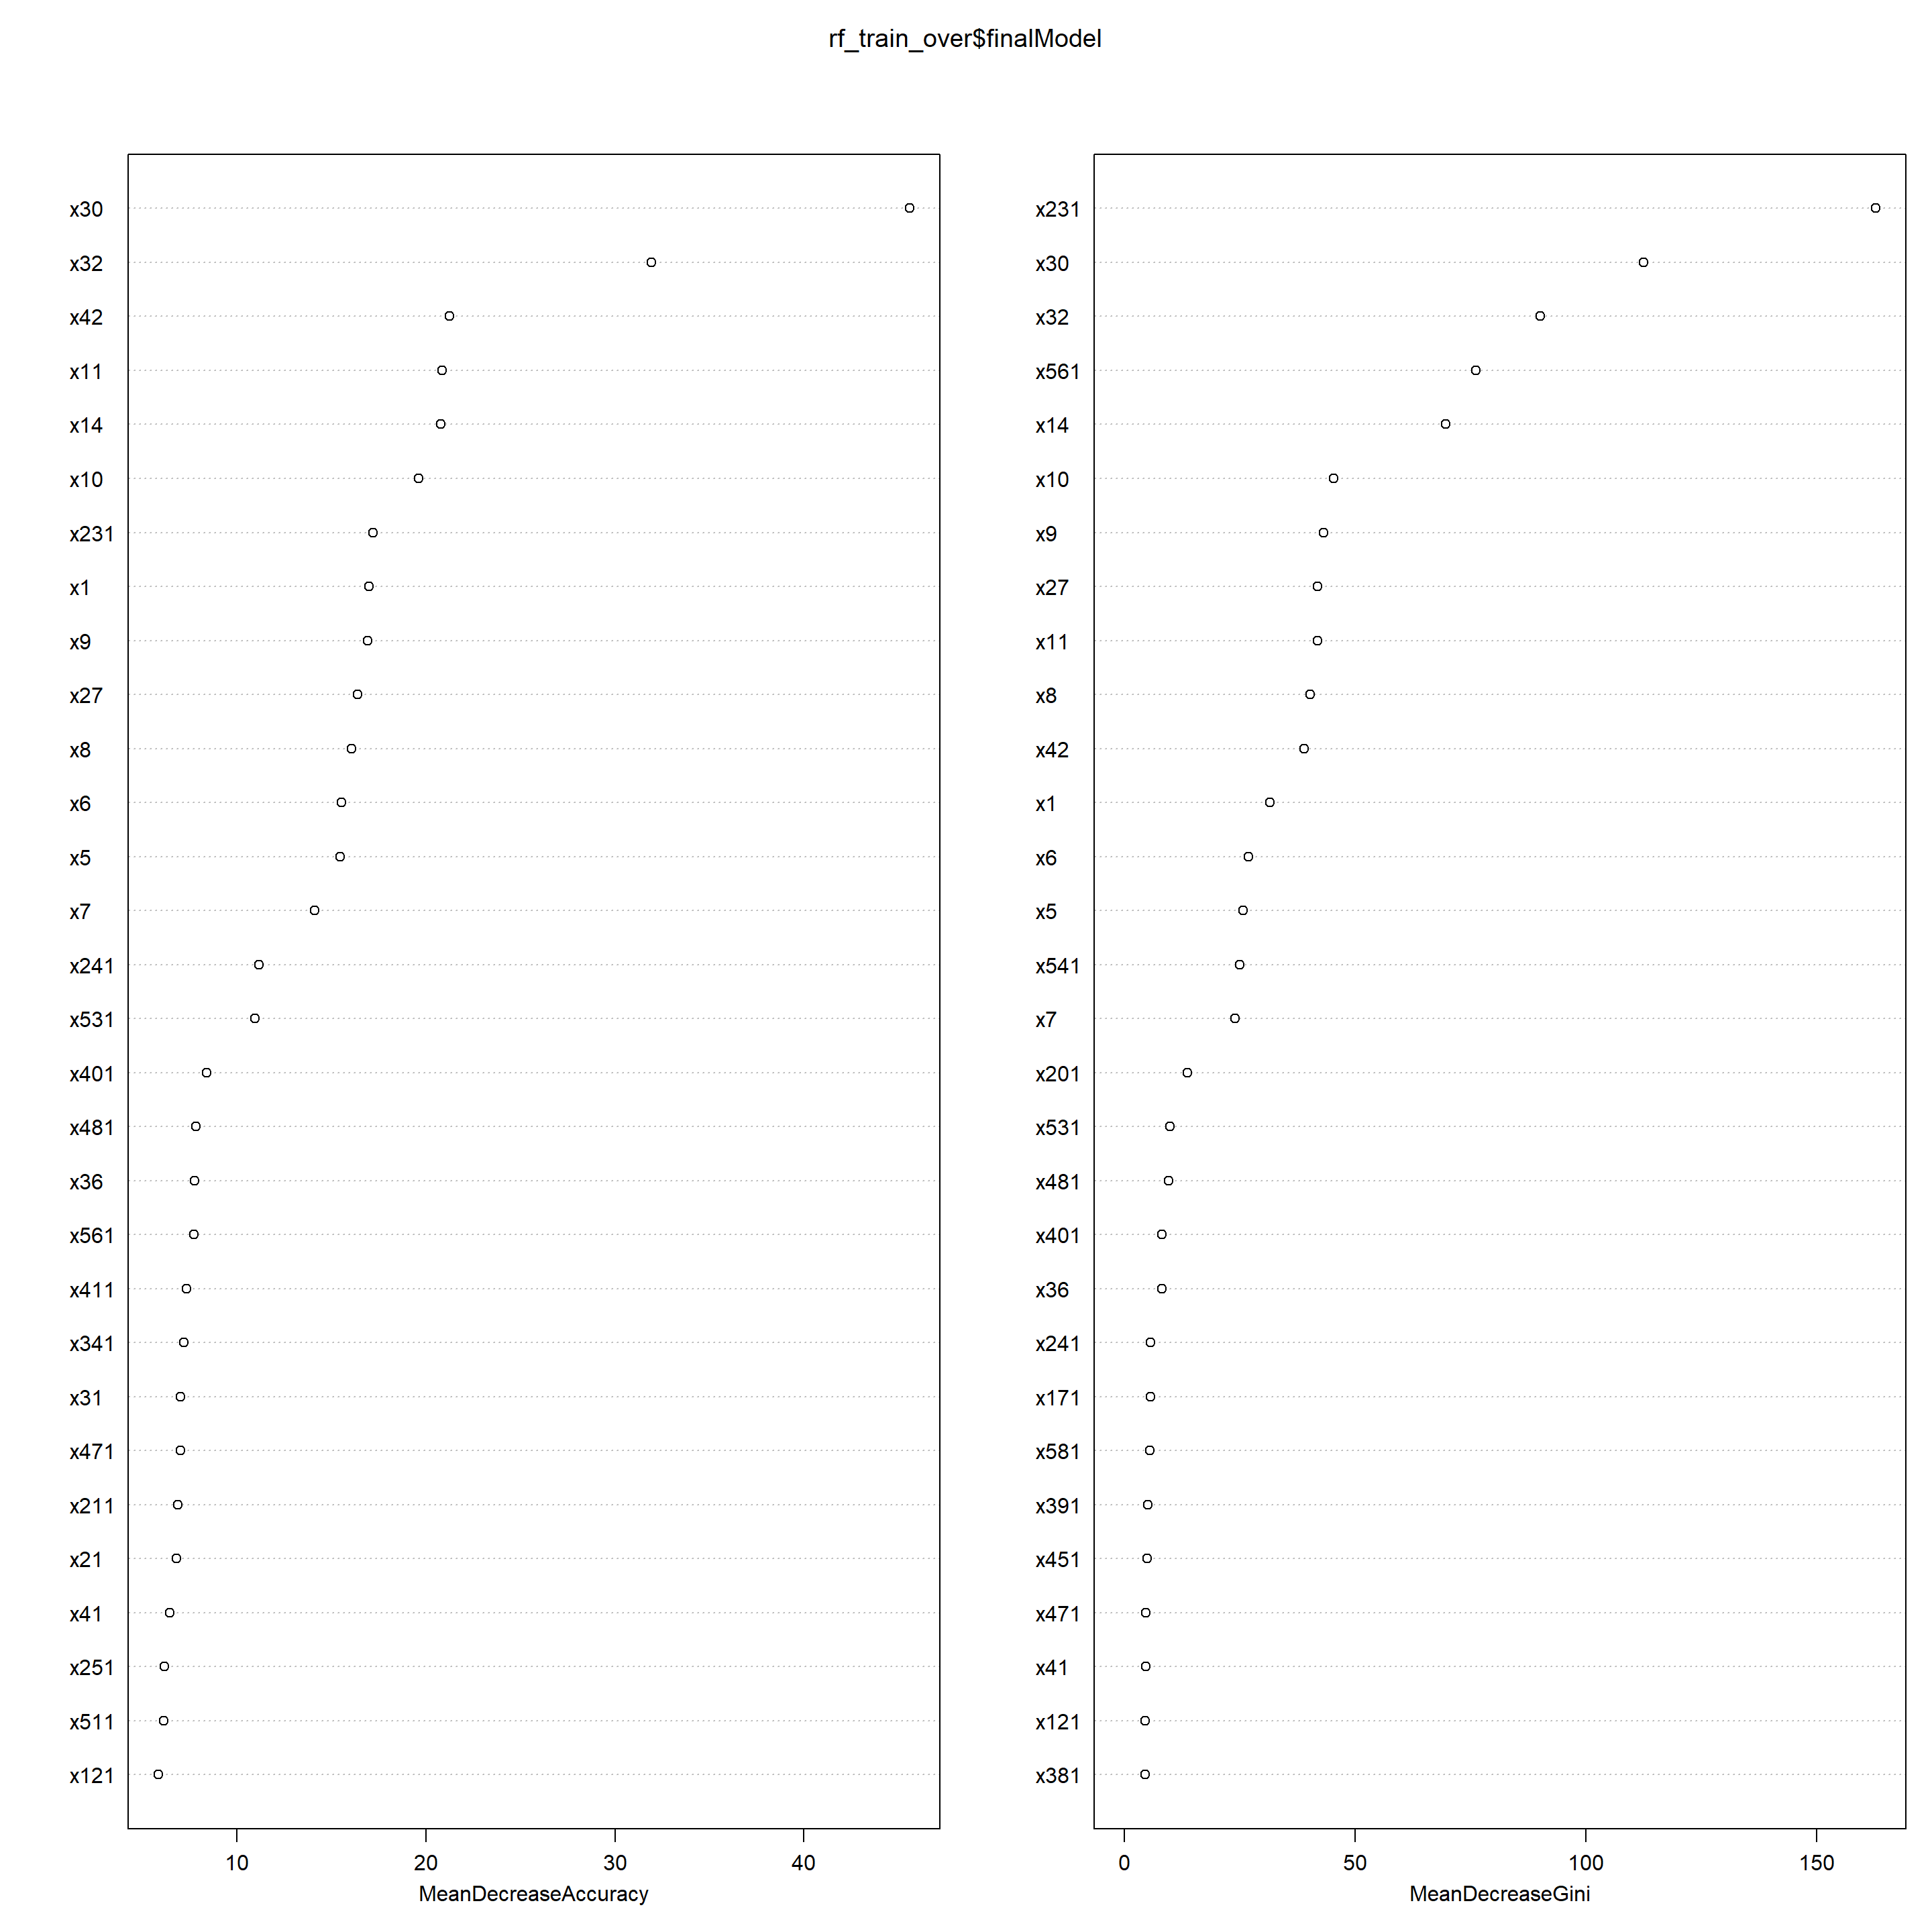 rf_train_over$finalModel
x30
x32
x42
x11
x14
x10
x231
x1
x9
x27
x8
x6
x5
x7
x241
x531
x401
x481
x36
x561
x411
x341
x31
x471
x211
x21
x41
x251
x511
x121
10 20 30 40
MeanDecreaseAccuracy
x231
x30
x32
x561
x14
x10
x9
x27
x11
x8
x42
x1
x6
x5
x541
x7
x201
x531
x481
x401
x36
x241
x171
x581
x391
x451
x471
x41
x121
x381
0 50 100 150
MeanDecreaseGini